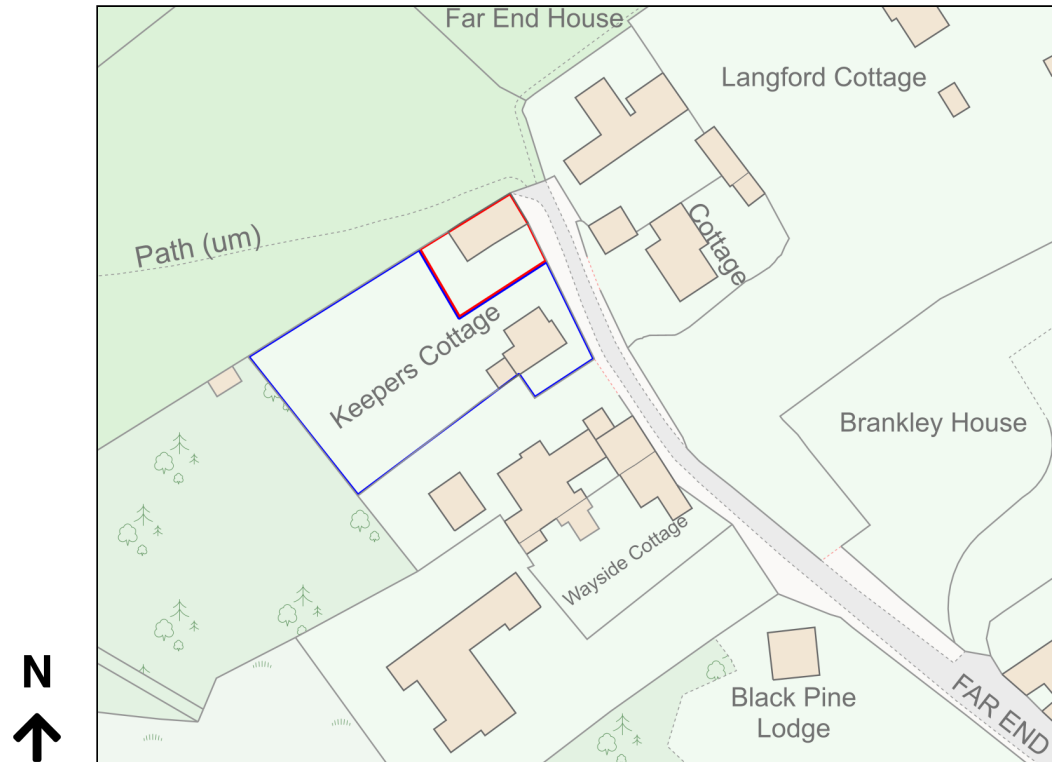 Far End House
Langford Cottage
Path (um)
Cottage
Keepers Cottage
Brankley House
Wayside Cottage
N
Black Pine
Lodge
FAR END